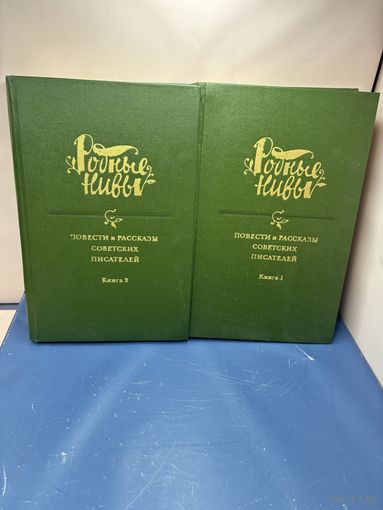 Родные
Нивы
ПОВЕСТИ и РАССКАЗЫ
СОВЕТСКИХ
ПИСАТЕЛЕЙ
Книга 2
Родные
Нивы
ПОВЕСТИ и РАССКАЗЫ
СОВЕТСКИХ
ПИСАТЕЛЕЙ
Книга 1